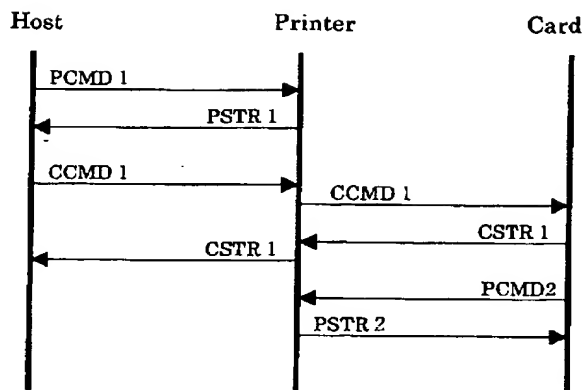 Host Printer Card
PCMD 1
PSTR 1
CCMD 1
CCMD 1
CSTR 1
CSTR 1
PCMD2
PSTR 2